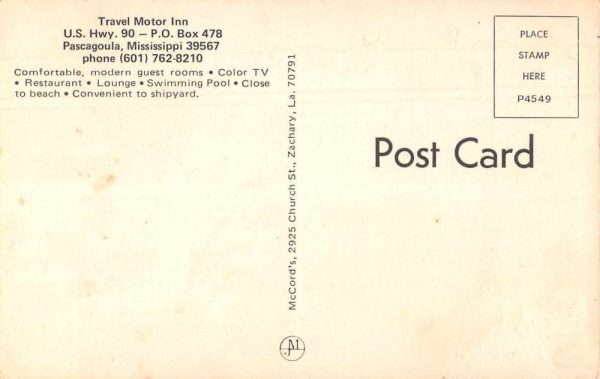 Travel Motor Inn
U.S. Hwy. 90 — P.O. Box 478
Pascagoula, Mississippi 39567
phone (601) 762-8210
Comfortable, modern guest rooms • Color TV
• Restaurant • Lounge • Swimming Pool • Close
to beach • Convenient to shipyard.
McCord's, 2925 Church St., Zachary, La. 70791
PLACE
STAMP
HERE
P4549
Post Card